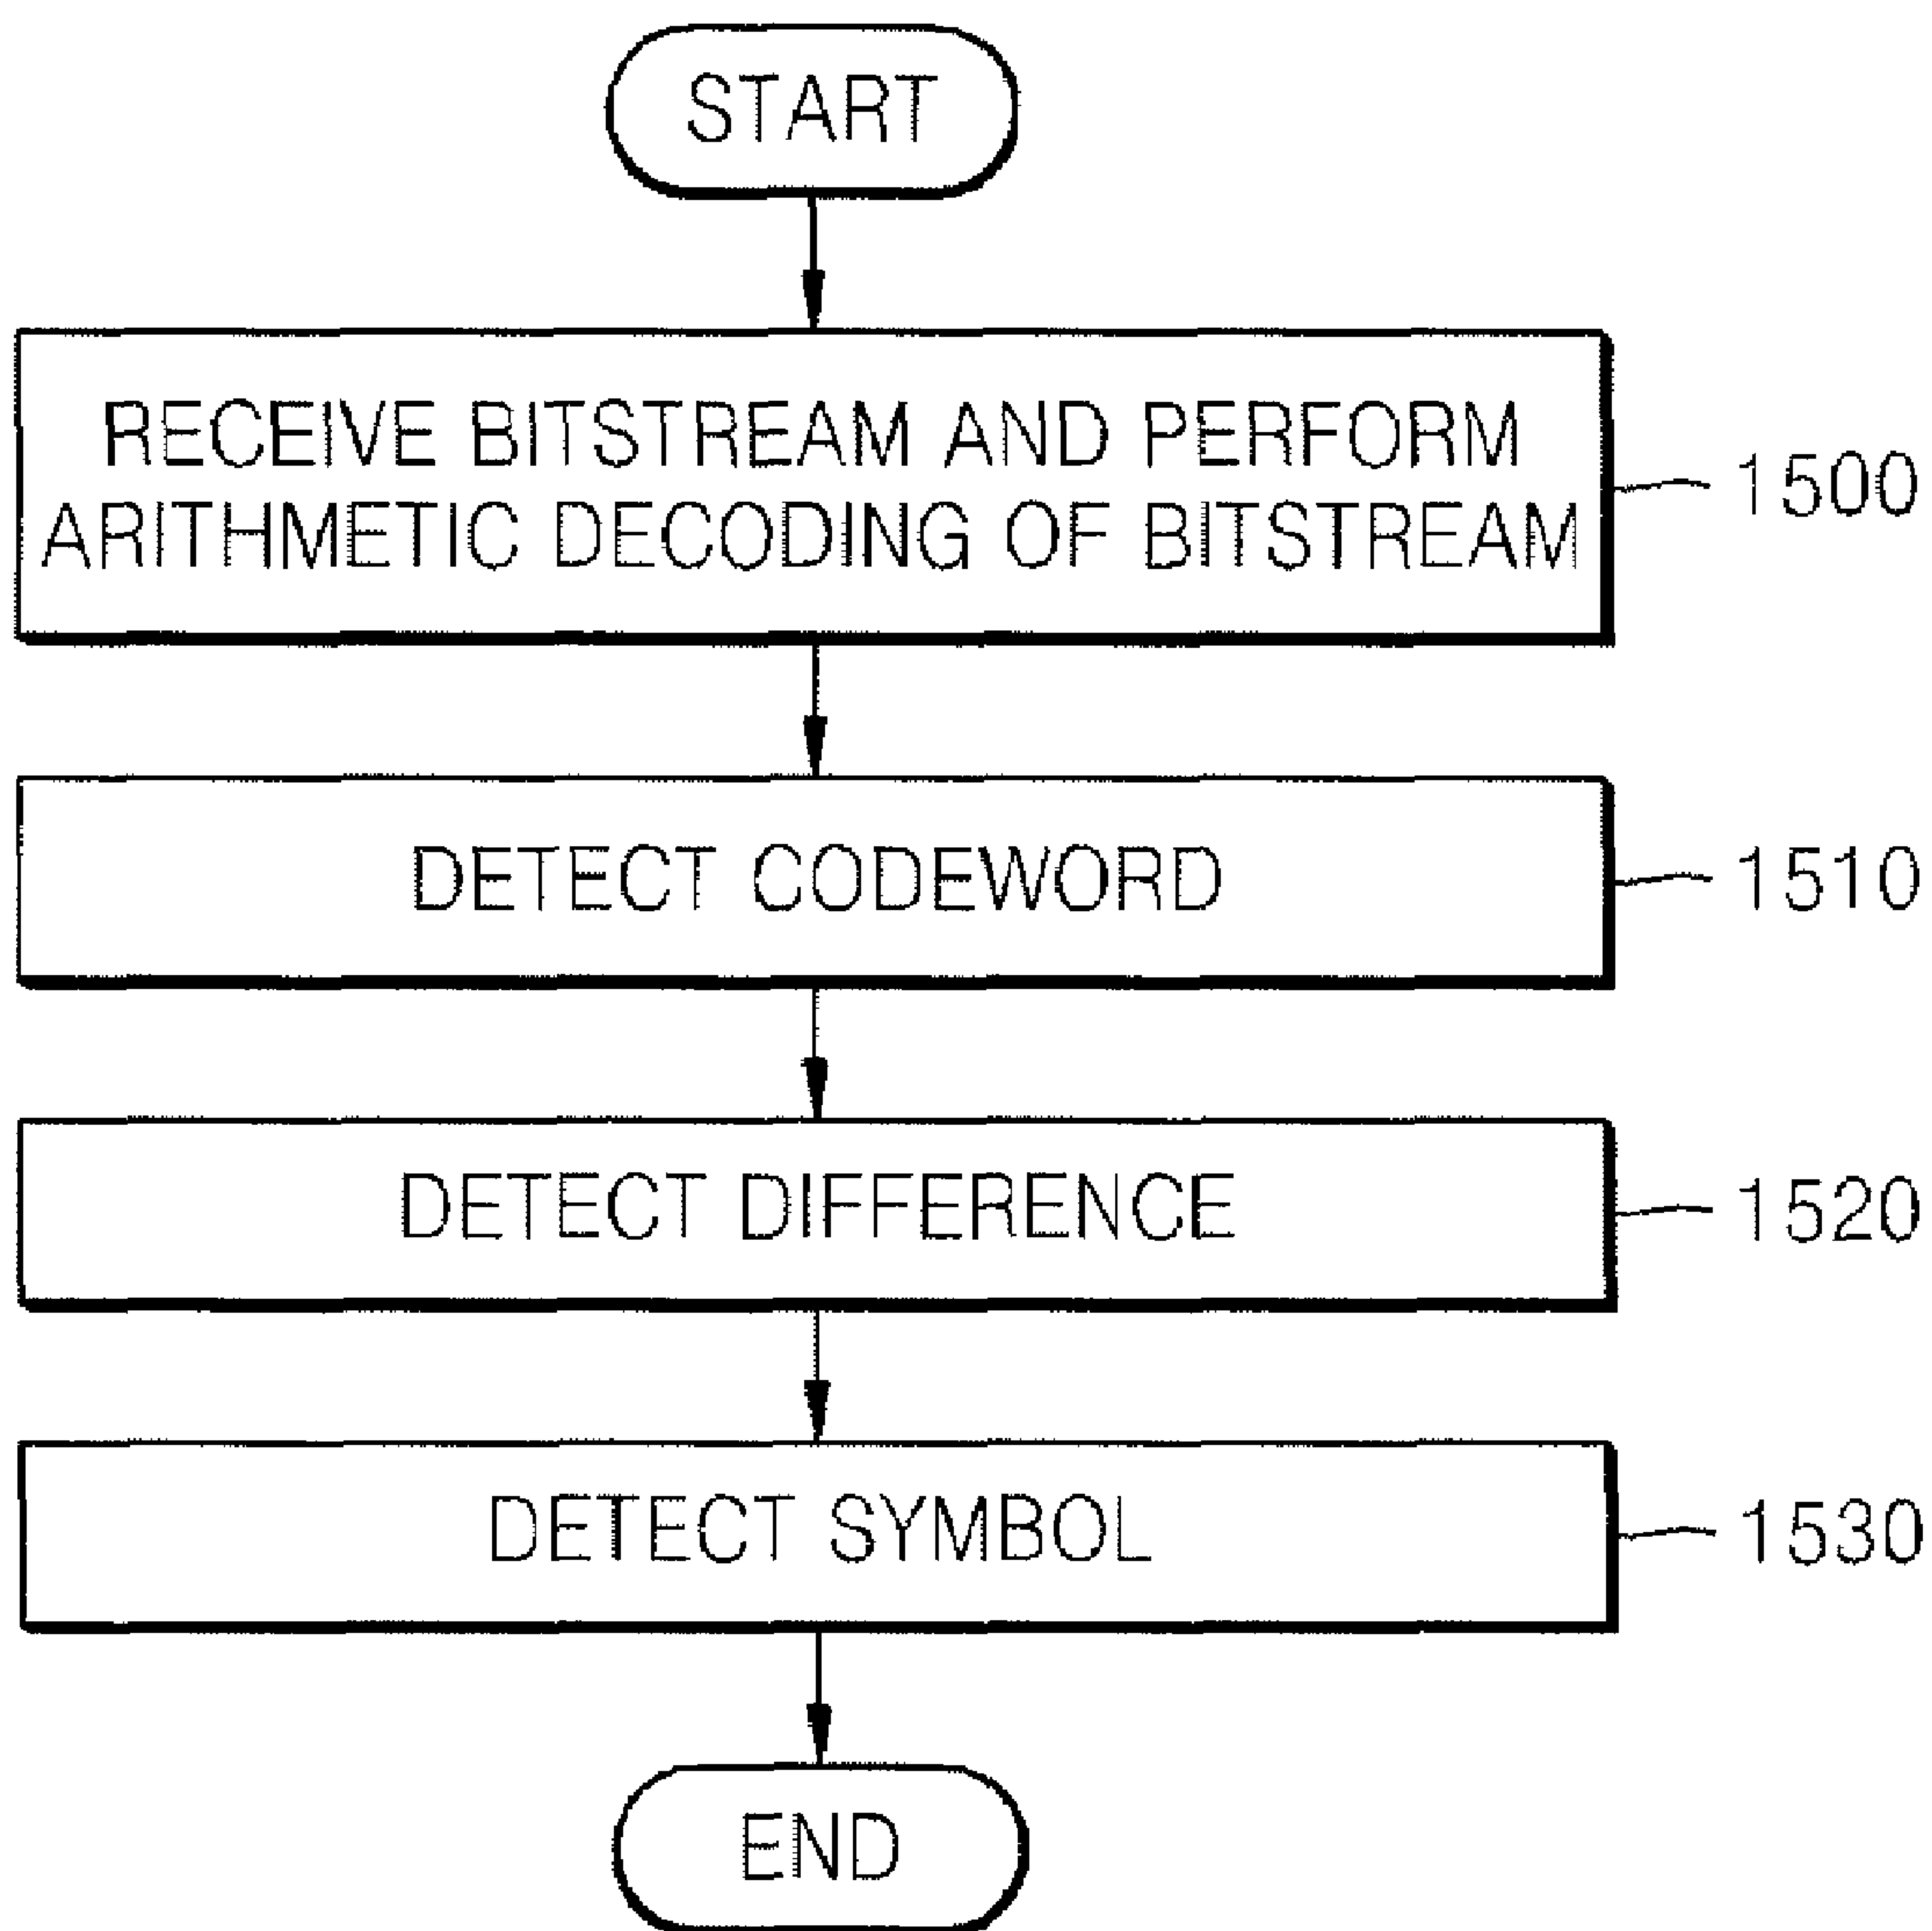 START
RECEIVE BITSTREAM AND PERFORM
ARITHMETIC DECODING OF BITSTREAM
1500
DETECT CODEWORD
1510
DETECT DIFFERENCE
1520
DETECT SYMBOL
1530
END